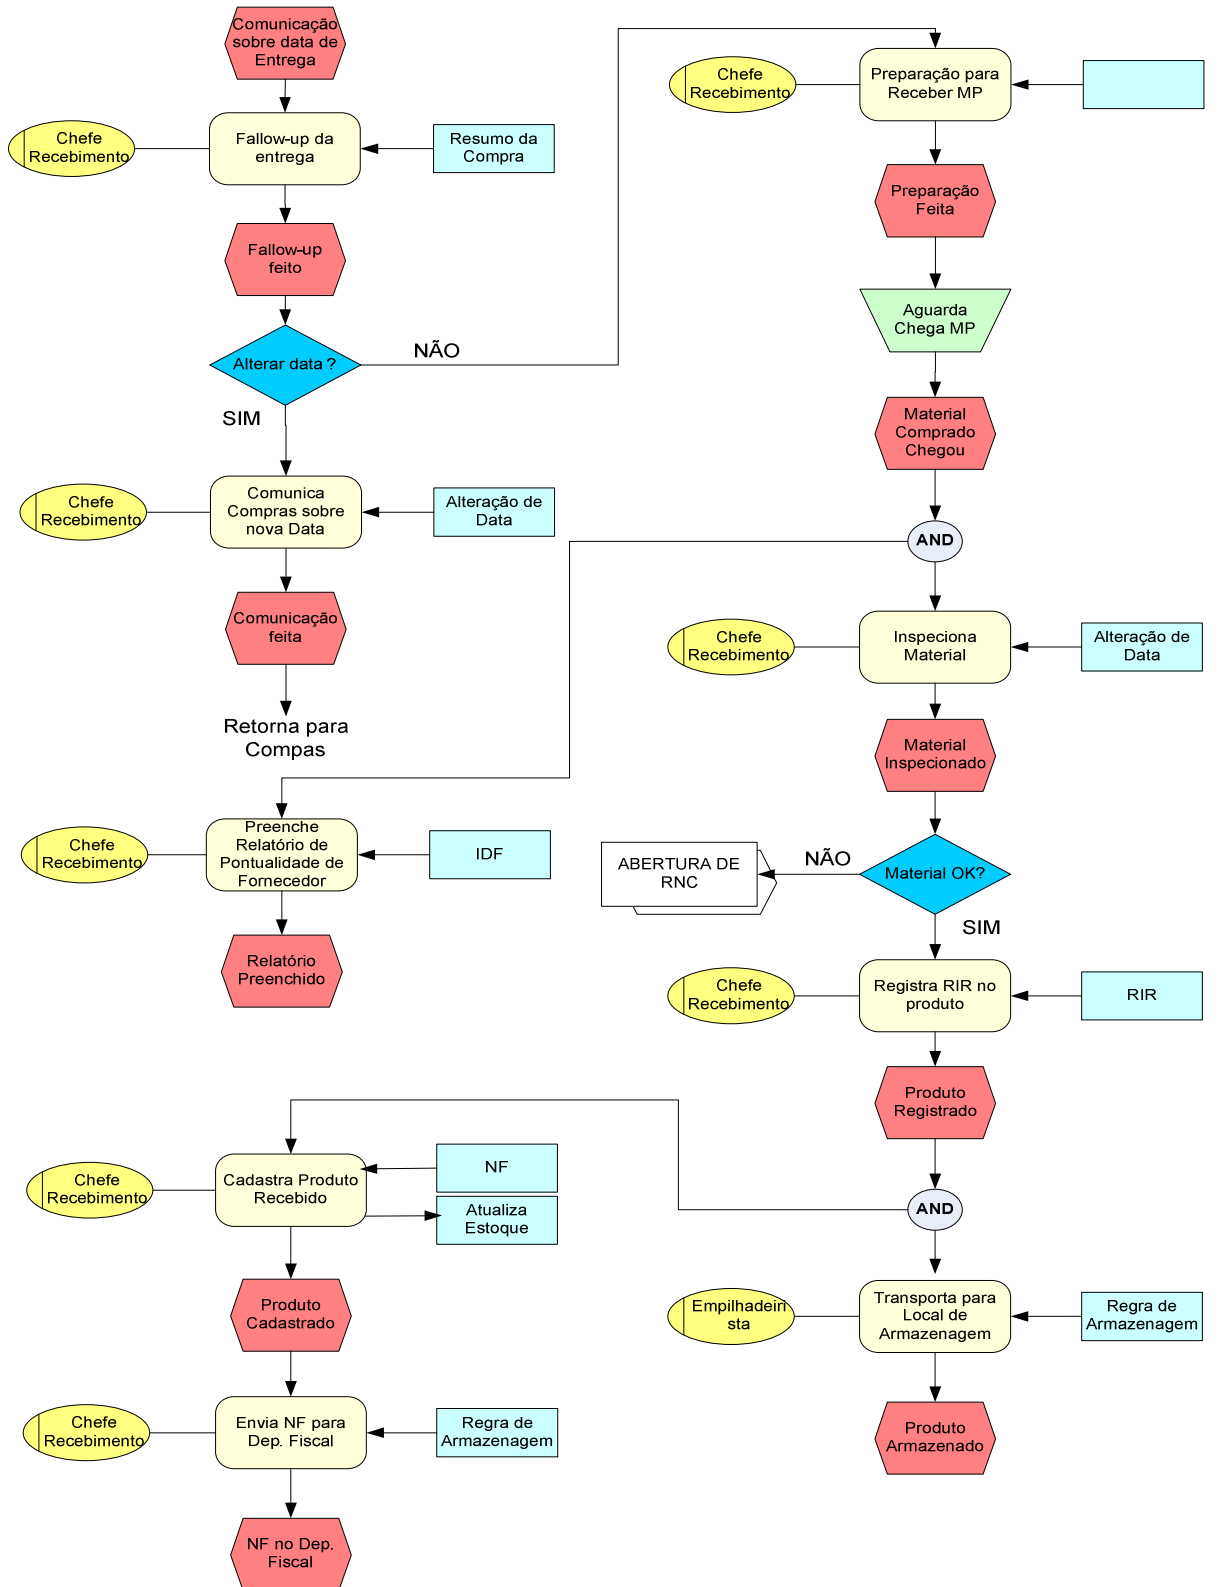 Comunicação
sobre data de
Entrega
Chefe
Recebimento
Fallow-up da
entrega
Resumo da
Compra
Fallow-up
feito
Alterar data ?
NÃO
SIM
Chefe
Recebimento
Comunica
Compras sobre
nova Data
Alteração de
Data
Comunicação
feita
Retorna para
Compas
Chefe
Recebimento
Preparação para
Receber MP
Preparação
Feita
Aguarda
Chega MP
Material
Comprado
Chegou
AND
Chefe
Recebimento
Inspeciona
Material
Alteração de
Data
Material
Inspecionado
Chefe
Recebimento
Preenche
Relatório de
Pontualidade de
Fornecedor
IDF
Relatório
Preenchido
ABERTURA DE
RNC
NÃO
Material OK?
SIM
Chefe
Recebimento
Registra RIR no
produto
RIR
Produto
Registrado
AND
Chefe
Recebimento
Cadastra Produto
Recebido
NF
Atualiza
Estoque
Produto
Cadastrado
Empilhadeiri
sta
Transporta para
Local de
Armazenagem
Regra de
Armazenagem
Produto
Armazenado
Chefe
Recebimento
Envia NF para
Dep. Fiscal
Regra de
Armazenagem
NF no Dep.
Fiscal